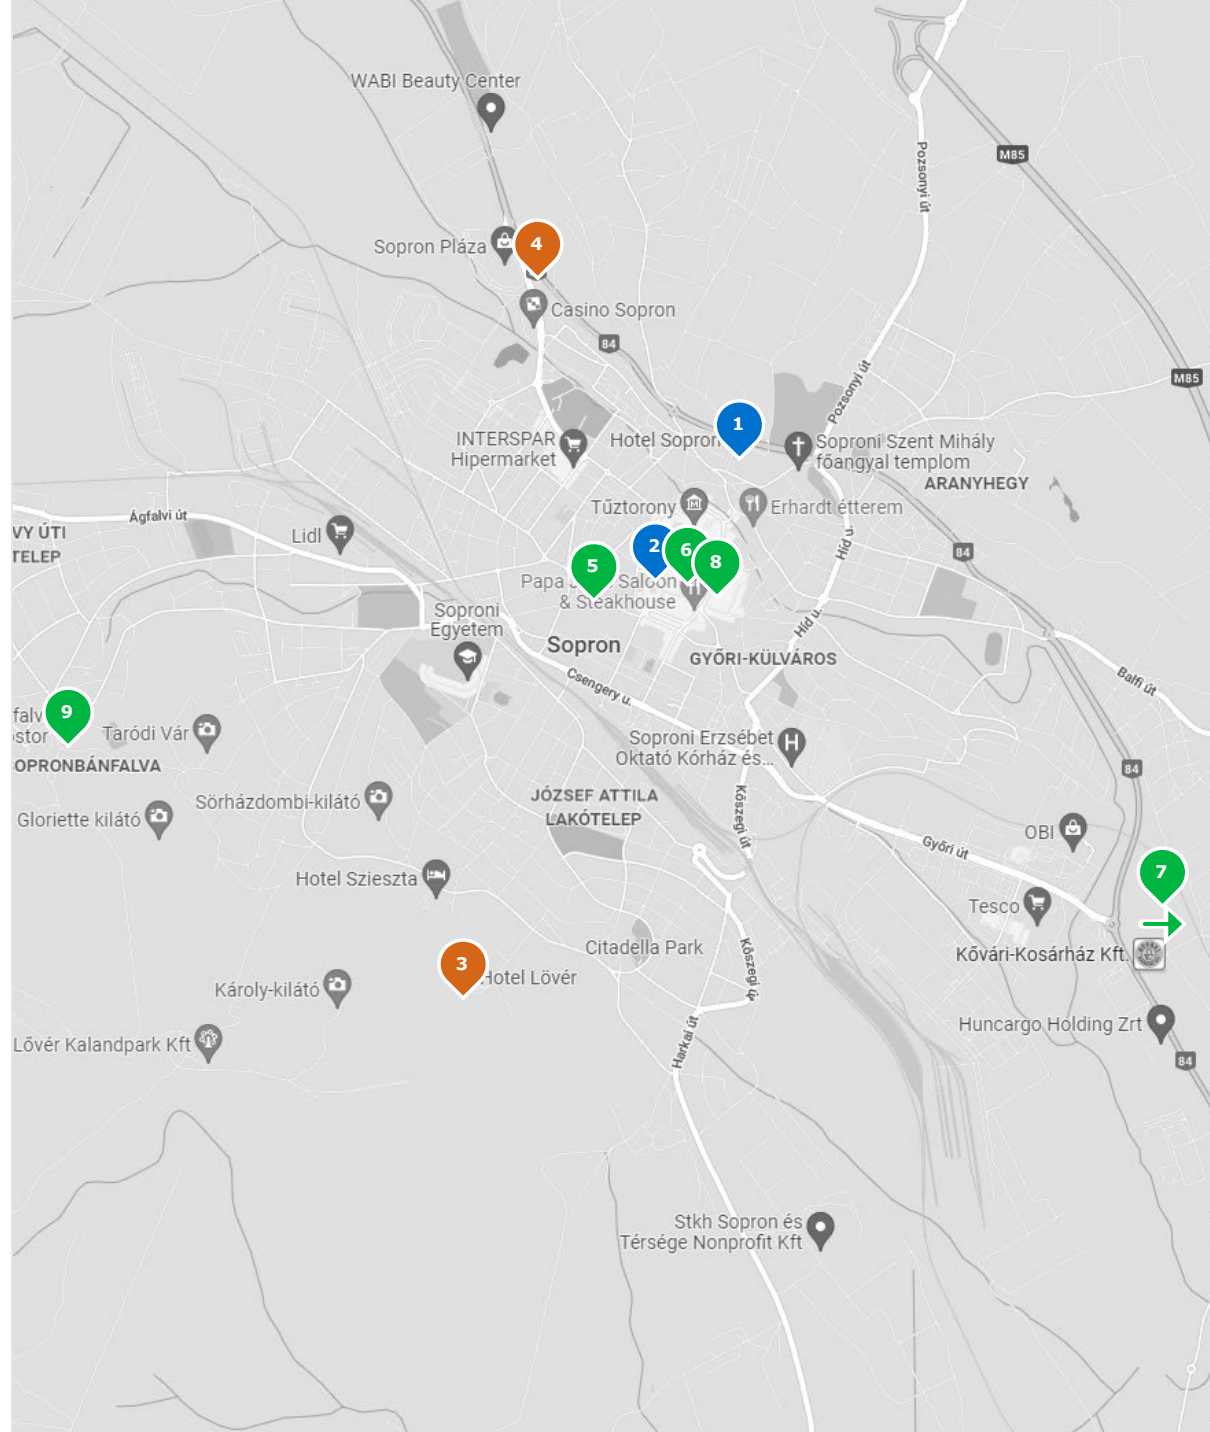 WABI Beauty Center
M85
Pozsonyi út
Sopron Pláza
4
Casino Sopron
84
M85
Pozsonyi út
1
INTERSPAR
Hipermarket
Hotel Sopron
Soproni Szent Mihály
főangyal templom
ARANYHEGY
Tűztorony
Erhardt étterem
Ágfalvi út
VY ÚTI
TELEP
Lidl
2
6
8
5
Híd u.
84
Papa
Saloon
& Steakhouse
Soproni
Egyetem
Híd u.
Sopron
GYŐRI-KÜLVÁROS
Csengery u.
Balfi út
9
falv
ostor
Taródi Vár
OPRONBÁNFALVA
Soproni Erzsébet
Oktató Kórház és...
H
84
Sörházdombi-kilátó
JÓZSEF ATTILA
LAKÓTELEP
Gloriette kilátó
Kőszegi út
OBI
Győri út
7
Hotel Szieszta
Tesco
Citadella Park
Kőszegi út
Kővári-Kosárház Kft.
3
Hotel Lövér
Károly-kilátó
Huncargo Holding Zrt
Lővér Kalandpark Kft
Harkai út
84
Stkh Sopron és
Térsége Nonprofit Kft